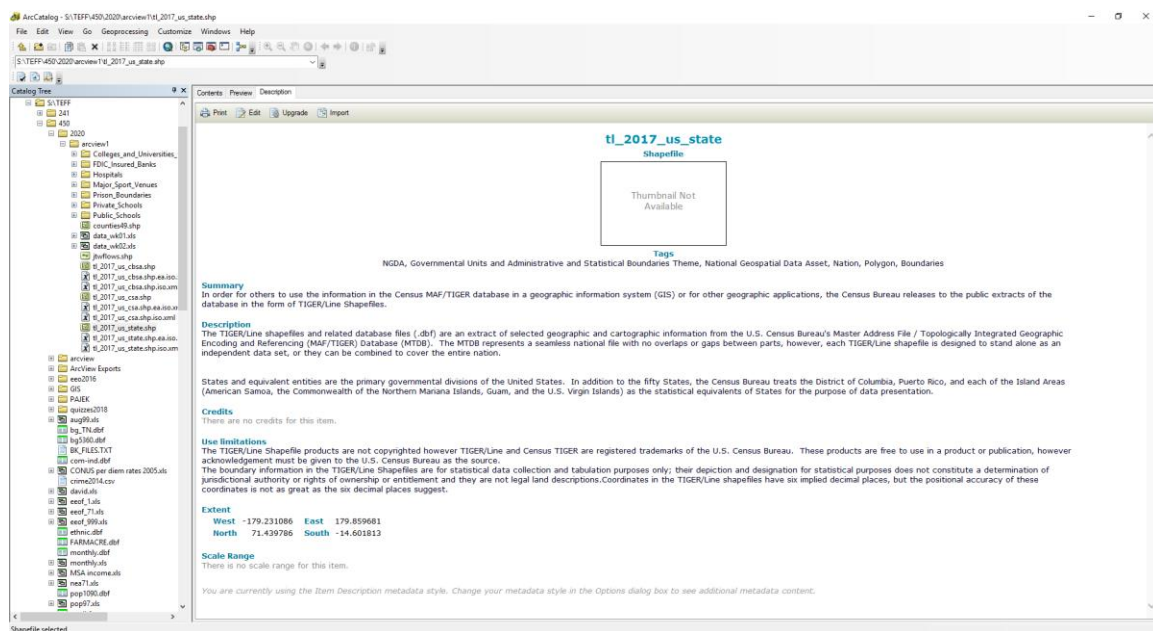 ArcCatalog - S:\TEFF\450\2020\arcview1\tl_2017_us_state.shp
File Edit View Go Geoprocessing Customize Windows Help
S:\TEFF\450\2020\arcview1\tl_2017_us_state.shp
Catalog Tree
S:\TEFF
241
450
2020
arcview1
Colleges_and_Universities_
FDIC_Insured_Banks
Hospitals
Major_Sport_Venues
Prison_Boundaries
Private_Schools
Public_Schools
counties49.shp
data_wk01.xls
data_wk02.xls
jtwflows.shp
tl_2017_us_cbsa.shp
tl_2017_us_cbsa.shp.ea.iso.
tl_2017_us_cbsa.shp.iso.xm
tl_2017_us_csa.shp
tl_2017_us_csa.shp.ea.iso.x
tl_2017_us_csa.shp.iso.xml
tl_2017_us_state.shp
tl_2017_us_state.shp.ea.iso.
tl_2017_us_state.shp.iso.xm
arcview
ArcView Exports
eeo2016
GIS
PAJEK
quizzes2018
aug99.xls
bg_TN.dbf
bg5360.dbf
BK_FILES.TXT
com-ind.dbf
CONUS per diem rates 2005.xls
crime2014.csv
david.xls
eeof_1.xls
eeof_71.xls
eeof_999.xls
ethnic.dbf
FARMACRE.dbf
monthly.dbf
monthly.xls
MSA income.xls
nea71.xls
pop1090.dbf
pop97.xls
Shapefile selected
Contents Preview Description
Print Edit Upgrade Import
tl_2017_us_state
Shapefile
Thumbnail Not
Available
Tags
NGDA, Governmental Units and Administrative and Statistical Boundaries Theme, National Geospatial Data Asset, Nation, Polygon, Boundaries
Summary
In order for others to use the information in the Census MAF/TIGER database in a geographic information system (GIS) or for other geographic applications, the Census Bureau releases to the public extracts of the
database in the form of TIGER/Line Shapefiles.
Description
The TIGER/Line shapefiles and related database files (.dbf) are an extract of selected geographic and cartographic information from the U.S. Census Bureau's Master Address File / Topologically Integrated Geographic
Encoding and Referencing (MAF/TIGER) Database (MTDB). The MTDB represents a seamless national file with no overlaps or gaps between parts, however, each TIGER/Line shapefile is designed to stand alone as an
independent data set, or they can be combined to cover the entire nation.
States and equivalent entities are the primary governmental divisions of the United States. In addition to the fifty States, the Census Bureau treats the District of Columbia, Puerto Rico, and each of the Island Areas
(American Samoa, the Commonwealth of the Northern Mariana Islands, Guam, and the U.S. Virgin Islands) as the statistical equivalents of States for the purpose of data presentation.
Credits
There are no credits for this item.
Use limitations
The TIGER/Line Shapefile products are not copyrighted however TIGER/Line and Census TIGER are registered trademarks of the U.S. Census Bureau. These products are free to use in a product or publication, however
acknowledgement must be given to the U.S. Census Bureau as the source.
The boundary information in the TIGER/Line Shapefiles are for statistical data collection and tabulation purposes only; their depiction and designation for statistical purposes does not constitute a determination of
jurisdictional authority or rights of ownership or entitlement and they are not legal land descriptions.Coordinates in the TIGER/Line shapefiles have six implied decimal places, but the positional accuracy of these
coordinates is not as great as the six decimal places suggest.
Extent
West -179.231086 East 179.859681
North 71.439786 South -14.601813
Scale Range
There is no scale range for this item.
You are currently using the Item Description metadata style. Change your metadata style in the Options dialog box to see additional metadata content.